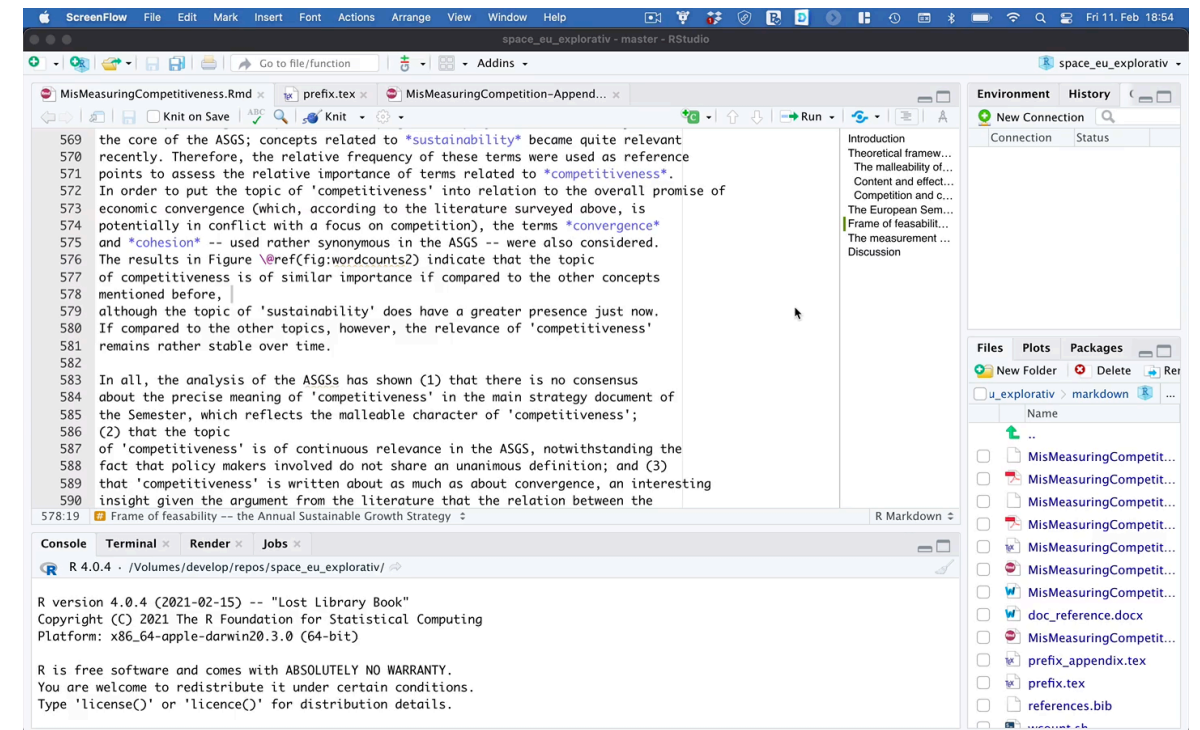 ScreenFlow File Edit Mark Insert Font Actions Arrange View Window Help Fri 11. Feb 18:54
space_eu_explorativ - master - RStudio
Go to file/function Addins space_eu_explorativ
MisMeasuringCompetitiveness.Rmd prefix.tex MisMeasuringCompetition-Append...
Knit on Save ABC Knit Run
569 the core of the ASGS; concepts related to *sustainability* became quite relevant
570 recently. Therefore, the relative frequency of these terms were used as reference
571 points to assess the relative importance of terms related to *competitiveness*.
572 In order to put the topic of 'competitiveness' into relation to the overall promise of
573 economic convergence (which, according to the literature surveyed above, is
574 potentially in conflict with a focus on competition), the terms *convergence*
575 and *cohesion* -- used rather synonymous in the ASGS -- were also considered.
576 The results in Figure \@ref(fig:wordcounts2) indicate that the topic
577 of competitiveness is of similar importance if compared to the other concepts
578 mentioned before,
579 although the topic of 'sustainability' does have a greater presence just now.
580 If compared to the other topics, however, the relevance of 'competitiveness'
581 remains rather stable over time.
582
583 In all, the analysis of the ASGSs has shown (1) that there is no consensus
584 about the precise meaning of 'competitiveness' in the main strategy document of
585 the Semester, which reflects the malleable character of 'competitiveness';
586 (2) that the topic
587 of 'competitiveness' is of continuous relevance in the ASGS, notwithstanding the
588 fact that policy makers involved do not share an unanimous definition; and (3)
589 that 'competitiveness' is written about as much as about convergence, an interesting
590 insight given the argument from the literature that the relation between the
578:19 # Frame of feasability -- the Annual Sustainable Growth Strategy R Markdown
Introduction
Theoretical framew...
The malleability of...
Content and effect...
Competition and c...
The European Sem...
Frame of feasabilit...
The measurement ...
Discussion
Console Terminal Render Jobs
R 4.0.4 · /Volumes/develop/repos/space_eu_explorativ/
R version 4.0.4 (2021-02-15) -- "Lost Library Book"
Copyright (C) 2021 The R Foundation for Statistical Computing
Platform: x86_64-apple-darwin20.3.0 (64-bit)
R is free software and comes with ABSOLUTELY NO WARRANTY.
You are welcome to redistribute it under certain conditions.
Type 'license()' or 'licence()' for distribution details.
Environment History
New Connection
Connection Status
Files Plots Packages
New Folder Delete Rer
u_explorativ markdown ...
Name
..
MisMeasuringCompetit...
MisMeasuringCompetit...
MisMeasuringCompetit...
MisMeasuringCompetit...
MisMeasuringCompetit...
MisMeasuringCompetit...
MisMeasuringCompetit...
doc_reference.docx
MisMeasuringCompetit...
prefix_appendix.tex
prefix.tex
references.bib
wcount.sh